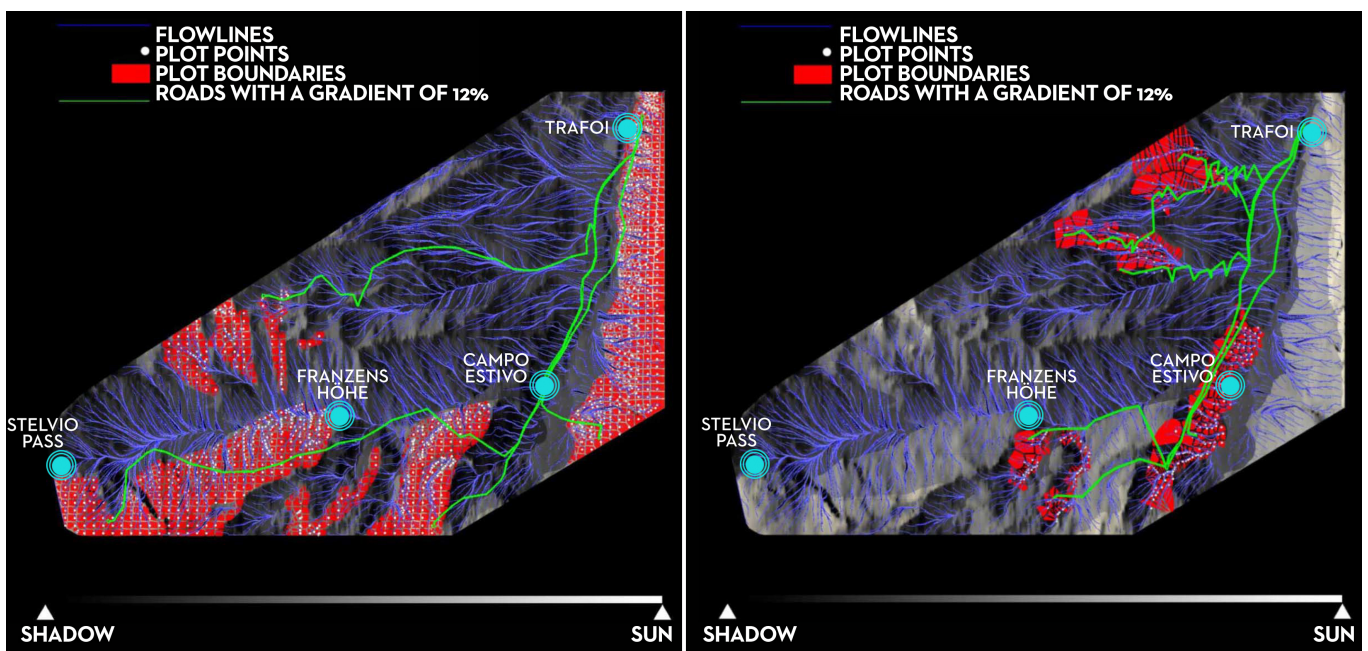 FLOWLINES
PLOT POINTS
PLOT BOUNDARIES
ROADS WITH A GRADIENT OF 12%
TRAFOI
CAMPO
ESTIVO
FRANZENS
HÖHE
STELVIO
PASS
SHADOW
SUN
FLOWLINES
PLOT POINTS
PLOT BOUNDARIES
ROADS WITH A GRADIENT OF 12%
TRAFOI
CAMPO
ESTIVO
FRANZENS
HÖHE
STELVIO
PASS
SHADOW
SUN